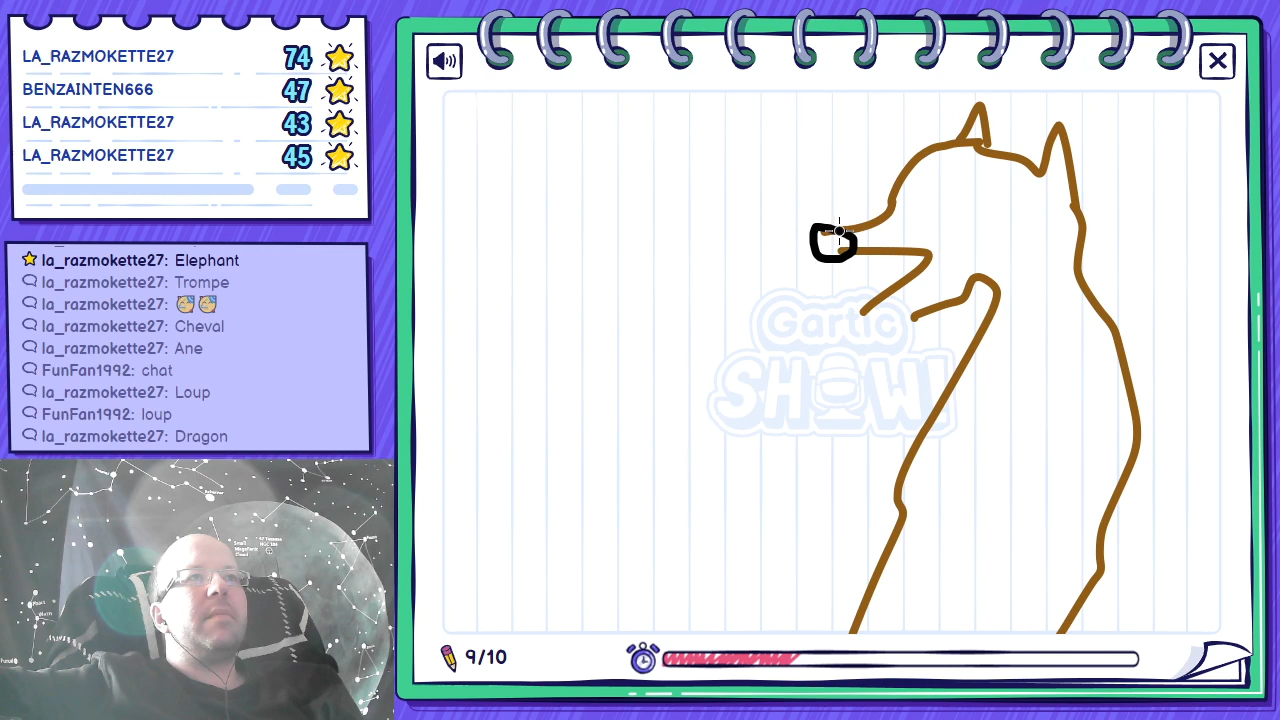 LA_RAZMOKETTE27 74
BENZAINTEN666 47
LA_RAZMOKETTE27 43
LA_RAZMOKETTE27 45
la_razmokette27: Elephant
la_razmokette27: Trompe
la_razmokette27:
la_razmokette27: Cheval
la_razmokette27: Ane
FunFan1992: chat
la_razmokette27: Loup
FunFan1992: loup
la_razmokette27: Dragon
Gartic
SHOW!
9/10